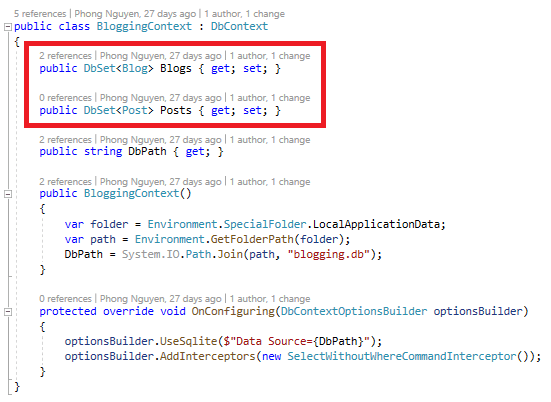 5 references | Phong Nguyen, 27 days ago | 1 author, 1 change
public class BloggingContext : DbContext
{
2 references | Phong Nguyen, 27 days ago | 1 author, 1 change
public DbSet<Blog> Blogs { get; set; }
0 references | Phong Nguyen, 27 days ago | 1 author, 1 change
public DbSet<Post> Posts { get; set; }
2 references | Phong Nguyen, 27 days ago | 1 author, 1 change
public string DbPath { get; }
2 references | Phong Nguyen, 27 days ago | 1 author, 1 change
public BloggingContext()
{
var folder = Environment.SpecialFolder.LocalApplicationData;
var path = Environment.GetFolderPath(folder);
DbPath = System.IO.Path.Join(path, "blogging.db");
}
0 references | Phong Nguyen, 27 days ago | 1 author, 1 change
protected override void OnConfiguring(DbContextOptionsBuilder optionsBuilder)
{
optionsBuilder.UseSqlite($"Data Source={DbPath}");
optionsBuilder.AddInterceptors(new SelectWithoutWhereCommandInterceptor());
}
}